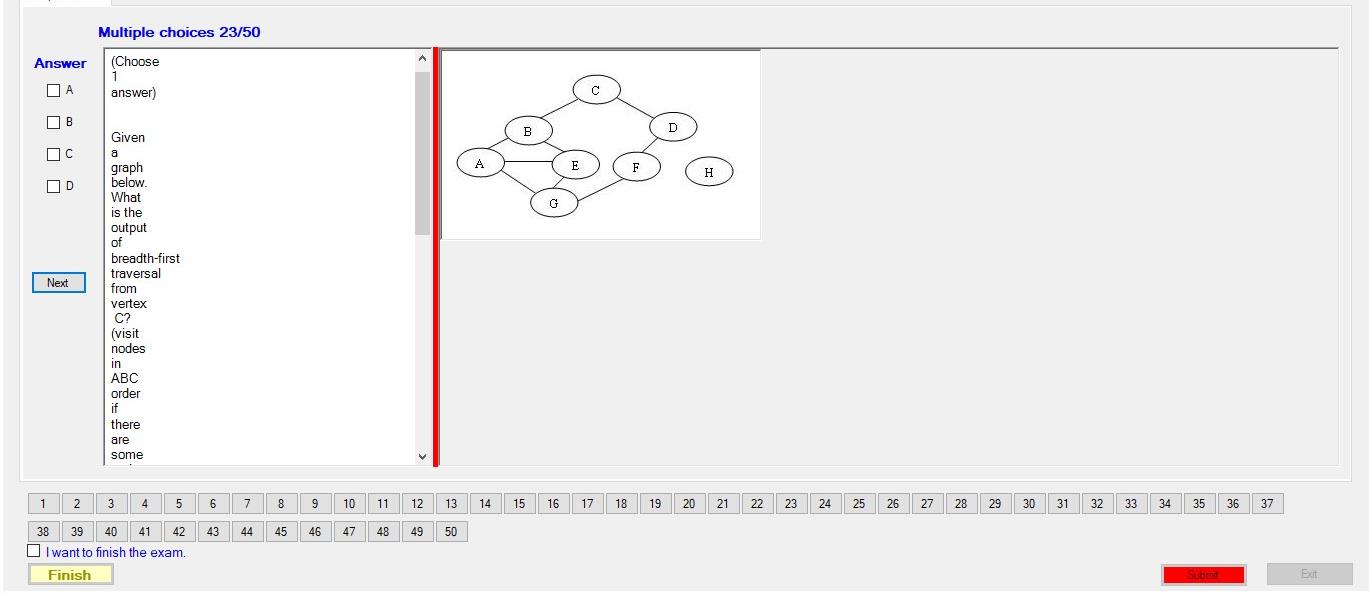 Multiple choices 23/50
Answer
A
B
C
D
Next
(Choose
1
answer)
Given
a
graph
below.
What
is the
output
of
breadth-first
traversal
from
vertex
C?
(visit
nodes
in
ABC
order
if
there
are
some
C
B
D
A
E
F
H
G
1 2 3 4 5 6 7 8 9 10 11 12 13 14 15 16 17 18 19 20 21 22 23 24 25 26 27 28 29 30 31 32 33 34 35 36 37
38 39 40 41 42 43 44 45 46 47 48 49 50
I want to finish the exam.
Finish
Submit
Exit